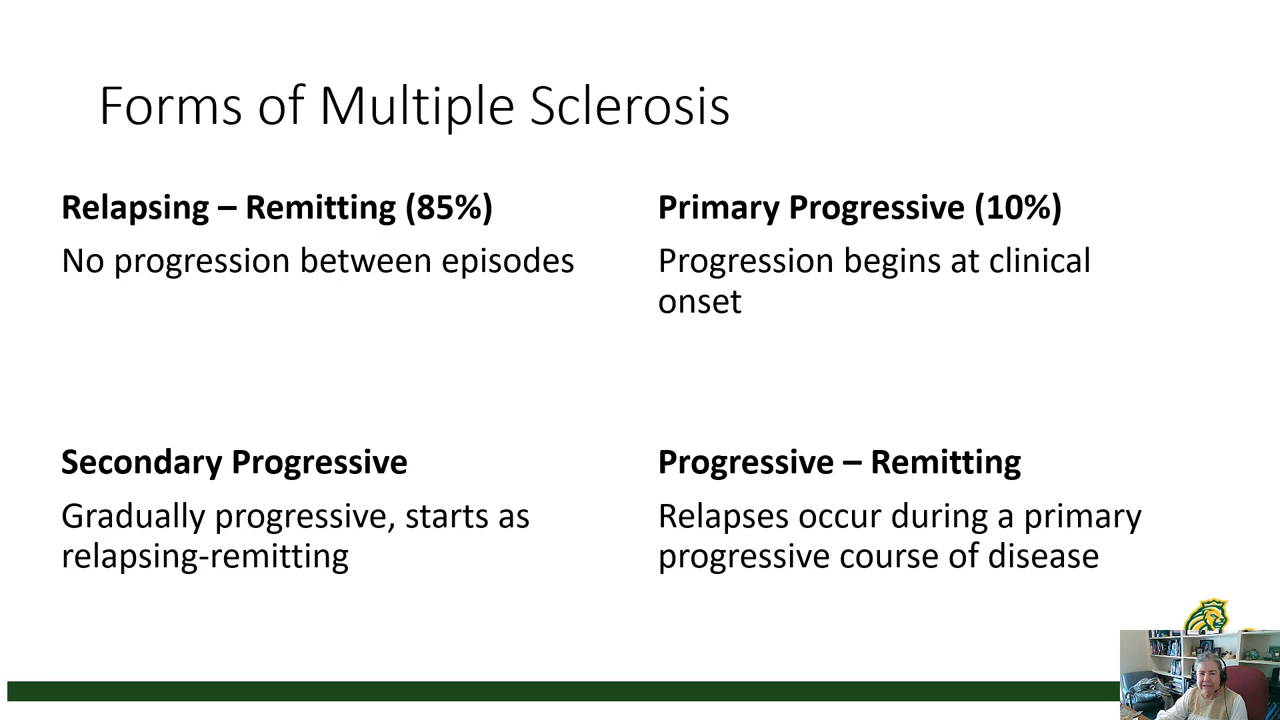 Forms of Multiple Sclerosis
Relapsing – Remitting (85%)
No progression between episodes
Primary Progressive (10%)
Progression begins at clinical
onset
Secondary Progressive
Gradually progressive, starts as
relapsing-remitting
Progressive – Remitting
Relapses occur during a primary
progressive course of disease